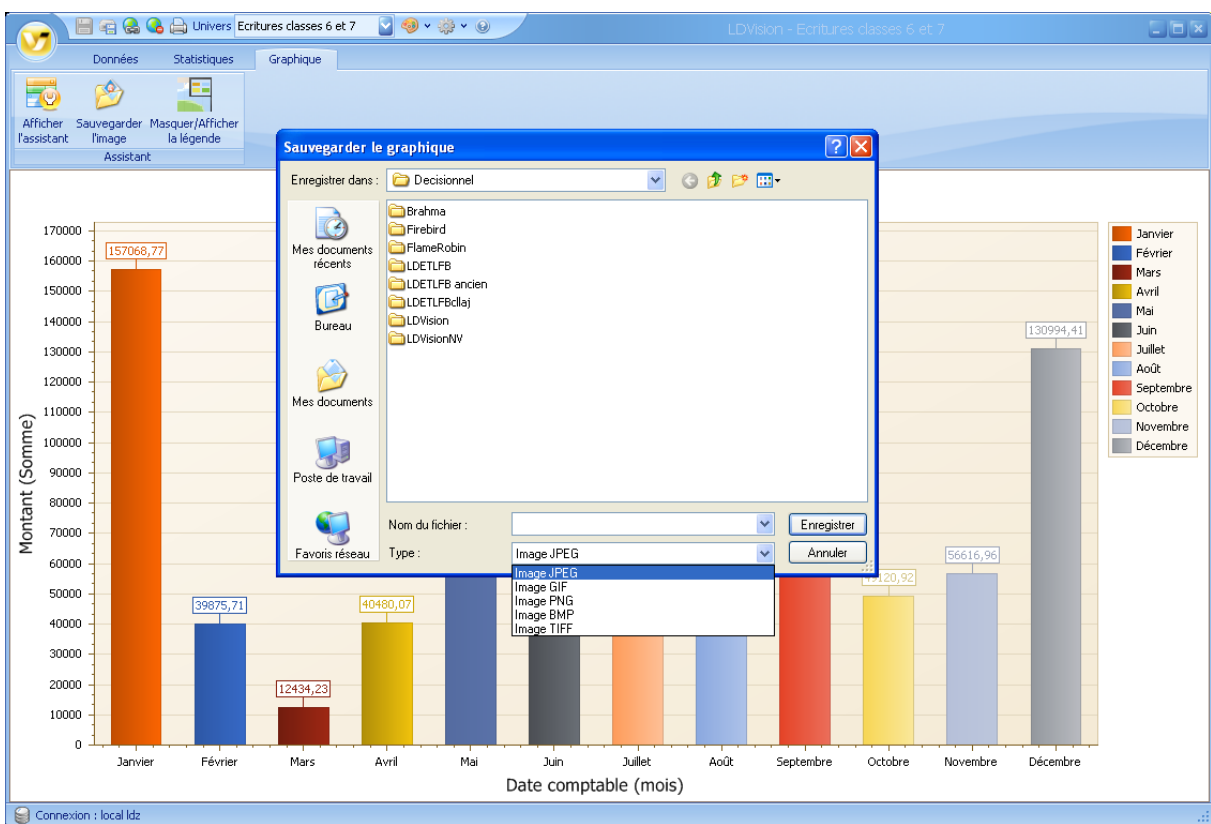 Univers Ecritures classes 6 et 7
LDVision - Ecritures classes 6 et 7
Données Statistiques Graphique
Afficher l'assistant
Sauvegarder l'image
Masquer/Afficher la légende
Assistant
Sauvegarder le graphique
Enregistrer dans : Decisionnel
Mes documents récents
Bureau
Mes documents
Poste de travail
Favoris réseau
Brahma
Firebird
FlameRobin
LDETLFB
LDETLFB ancien
LDETLFBcllaj
LDVision
LDVisionNV
Nom du fichier : Enregistrer
Type : Image JPEG Annuler
Image JPEG
Image GIF
Image PNG
Image BMP
Image TIFF
Montant (Somme)
170000
160000
150000
140000
130000
120000
110000
100000
90000
80000
70000
60000
50000
40000
30000
20000
10000
0
157068,77
39875,71
12434,23
40480,07
49120,92
56616,96
130994,41
Janvier Février Mars Avril Mai Juin Juillet Août Septembre Octobre Novembre Décembre
Date comptable (mois)
Janvier
Février
Mars
Avril
Mai
Juin
Juillet
Août
Septembre
Octobre
Novembre
Décembre
Connexion : local ldz